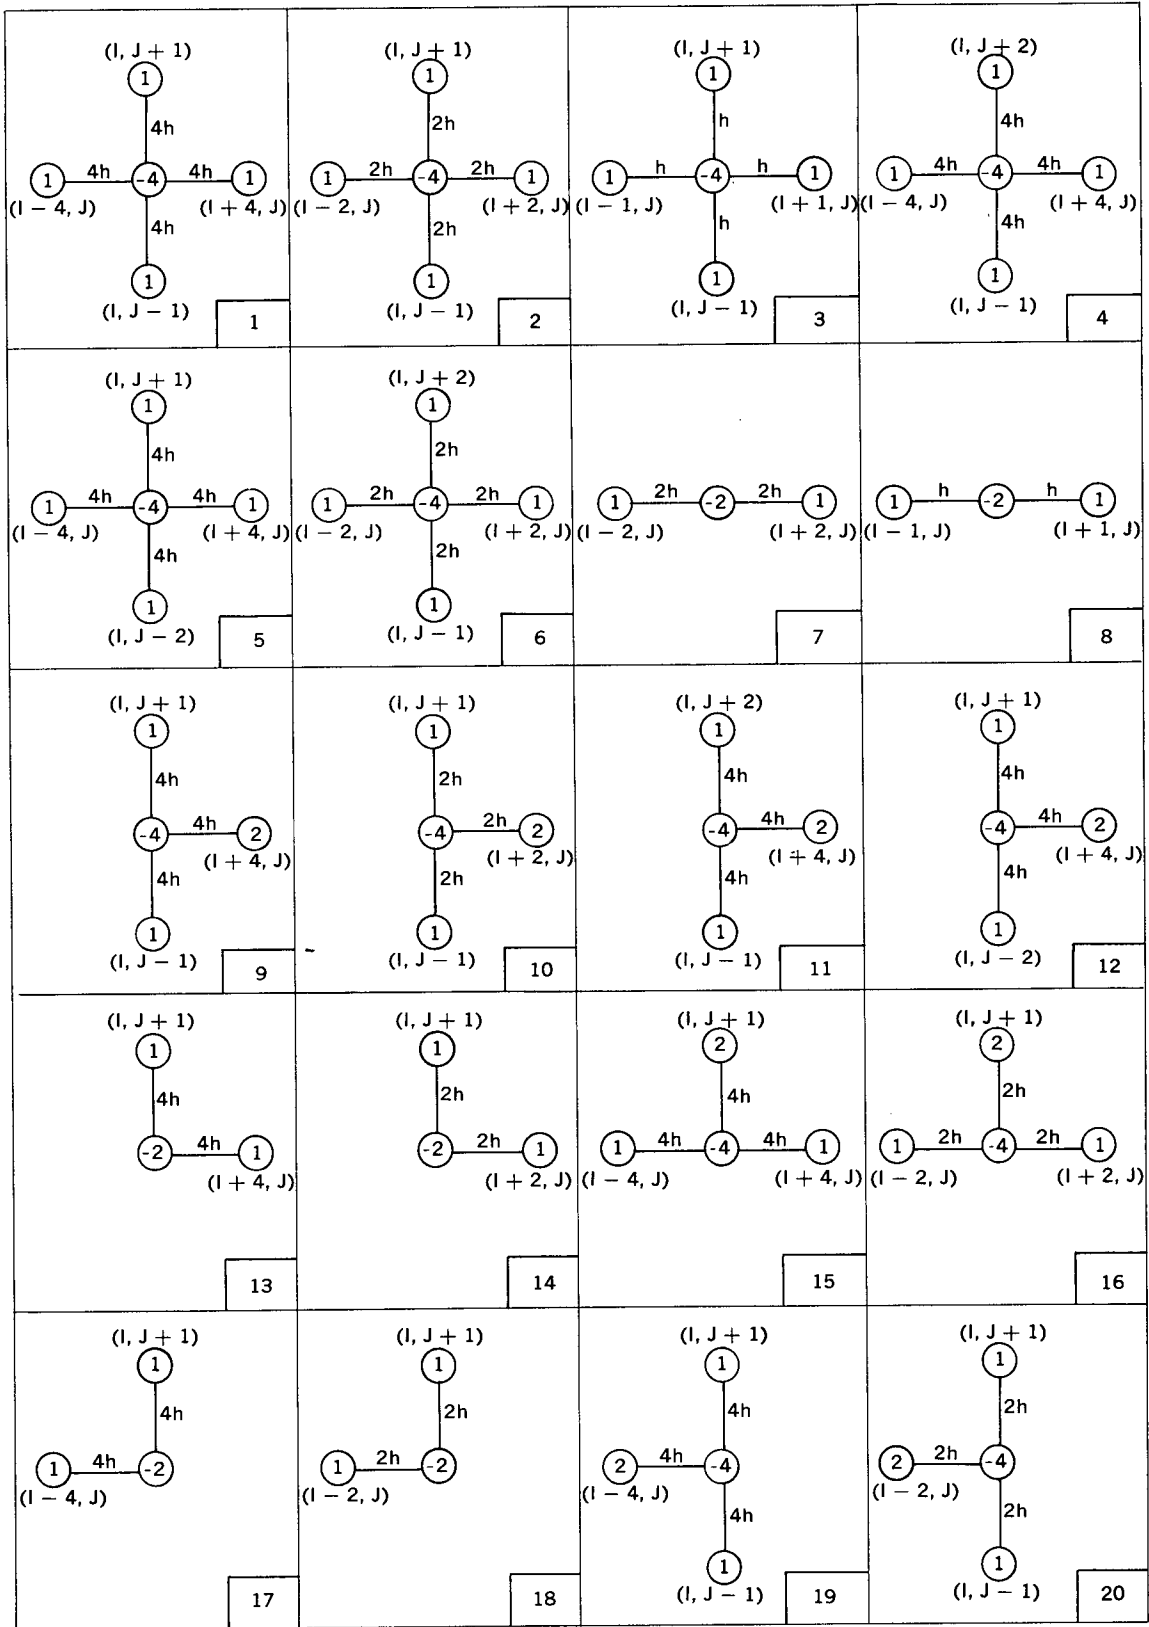 (I, J + 1) (I, J + 1) (I, J + 1) (I, J + 2)
1 1 1 1
4h 2h h 4h
1 4h -4 4h 1 1 2h -4 2h 1 1 h -4 h 1 1 4h -4 4h 1
(I - 4, J) (I + 4, J) (I - 2, J) (I + 2, J) (I - 1, J) (I + 1, J) (I - 4, J) (I + 4, J)
4h 2h h 4h
1 1 1 1
(I, J - 1) (I, J - 1) (I, J - 1) (I, J - 1)
1 2 3 4
(I, J + 1) (I, J + 2)
1 1
4h 2h
1 4h -4 4h 1 1 2h -4 2h 1 1 2h -2 2h 1 1 h -2 h 1
(I - 4, J) (I + 4, J) (I - 2, J) (I + 2, J) (I - 2, J) (I + 2, J) (I - 1, J) (I + 1, J)
4h 2h
1 1
(I, J - 2) (I, J - 1)
5 6 7 8
(I, J + 1) (I, J + 1) (I, J + 2) (I, J + 1)
1 1 1 1
4h 2h 4h 4h
-4 4h 2 -4 2h 2 -4 4h 2 -4 4h 2
(I + 4, J) (I + 2, J) (I + 4, J) (I + 4, J)
4h 2h 4h 4h
1 1 1 1
(I, J - 1) (I, J - 1) (I, J - 1) (I, J - 2)
9 10 11 12
(I, J + 1) (I, J + 1) (I, J + 1) (I, J + 1)
1 1 2 2
4h 2h 4h 2h
-2 4h 1 -2 2h 1 1 4h -4 4h 1 1 2h -4 2h 1
(I + 4, J) (I + 2, J) (I - 4, J) (I + 4, J) (I - 2, J) (I + 2, J)
13 14 15 16
(I, J + 1) (I, J + 1) (I, J + 1) (I, J + 1)
1 1 1 1
4h 2h 4h 2h
1 4h -2 1 2h -2 2 4h -4 2 2h -4
(I - 4, J) (I - 2, J) (I - 4, J) (I - 2, J)
4h 2h
1 1
(I, J - 1) (I, J - 1)
17 18 19 20